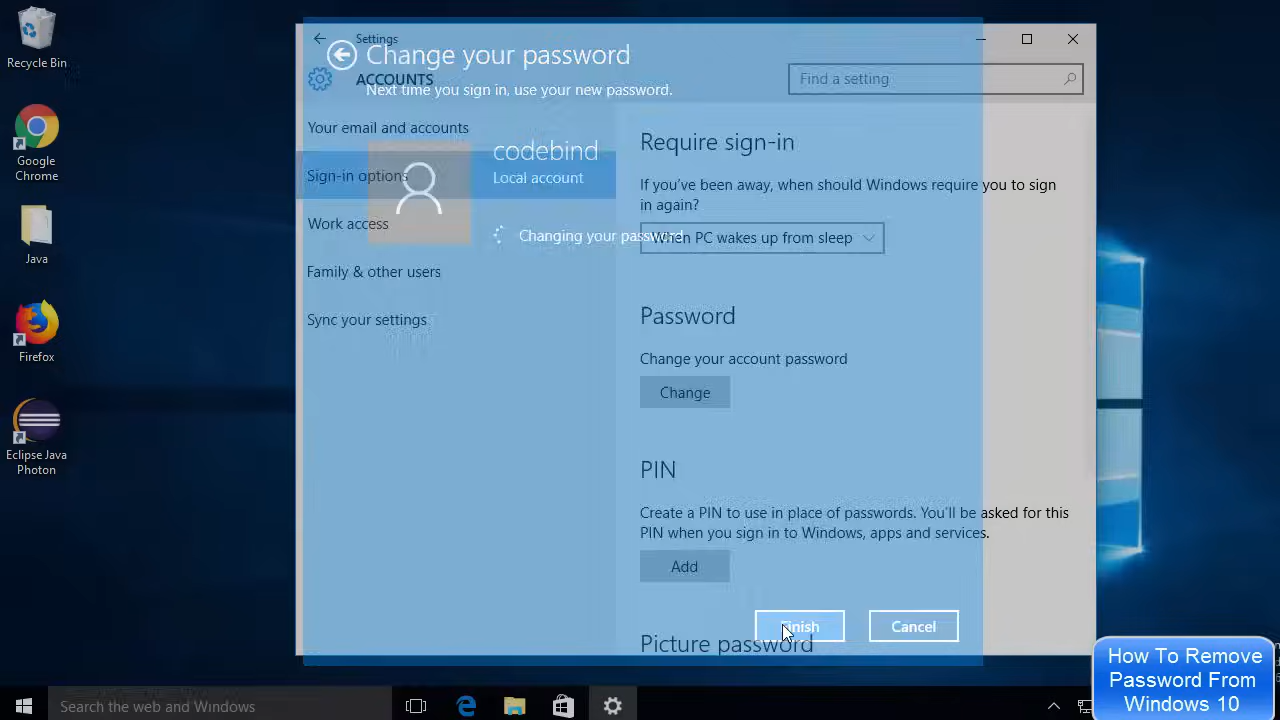 Recycle Bin
Google
Chrome
Java
Firefox
Eclipse Java
Photon
Settings
Change your password
ACCOUNTS
Find a setting
Next time you sign in, use your new password.
Your email and accounts
codebind
Local account
Sign-in options
Work access
Changing your password
Family & other users
Sync your settings
Require sign-in
If you've been away, when should Windows require you to sign
in again?
When PC wakes up from sleep
Password
Change your account password
Change
PIN
Create a PIN to use in place of passwords. You'll be asked for this
PIN when you sign in to Windows, apps and services.
Add
Finish
Cancel
Picture password
How To Remove
Password From
Windows 10
Search the web and Windows